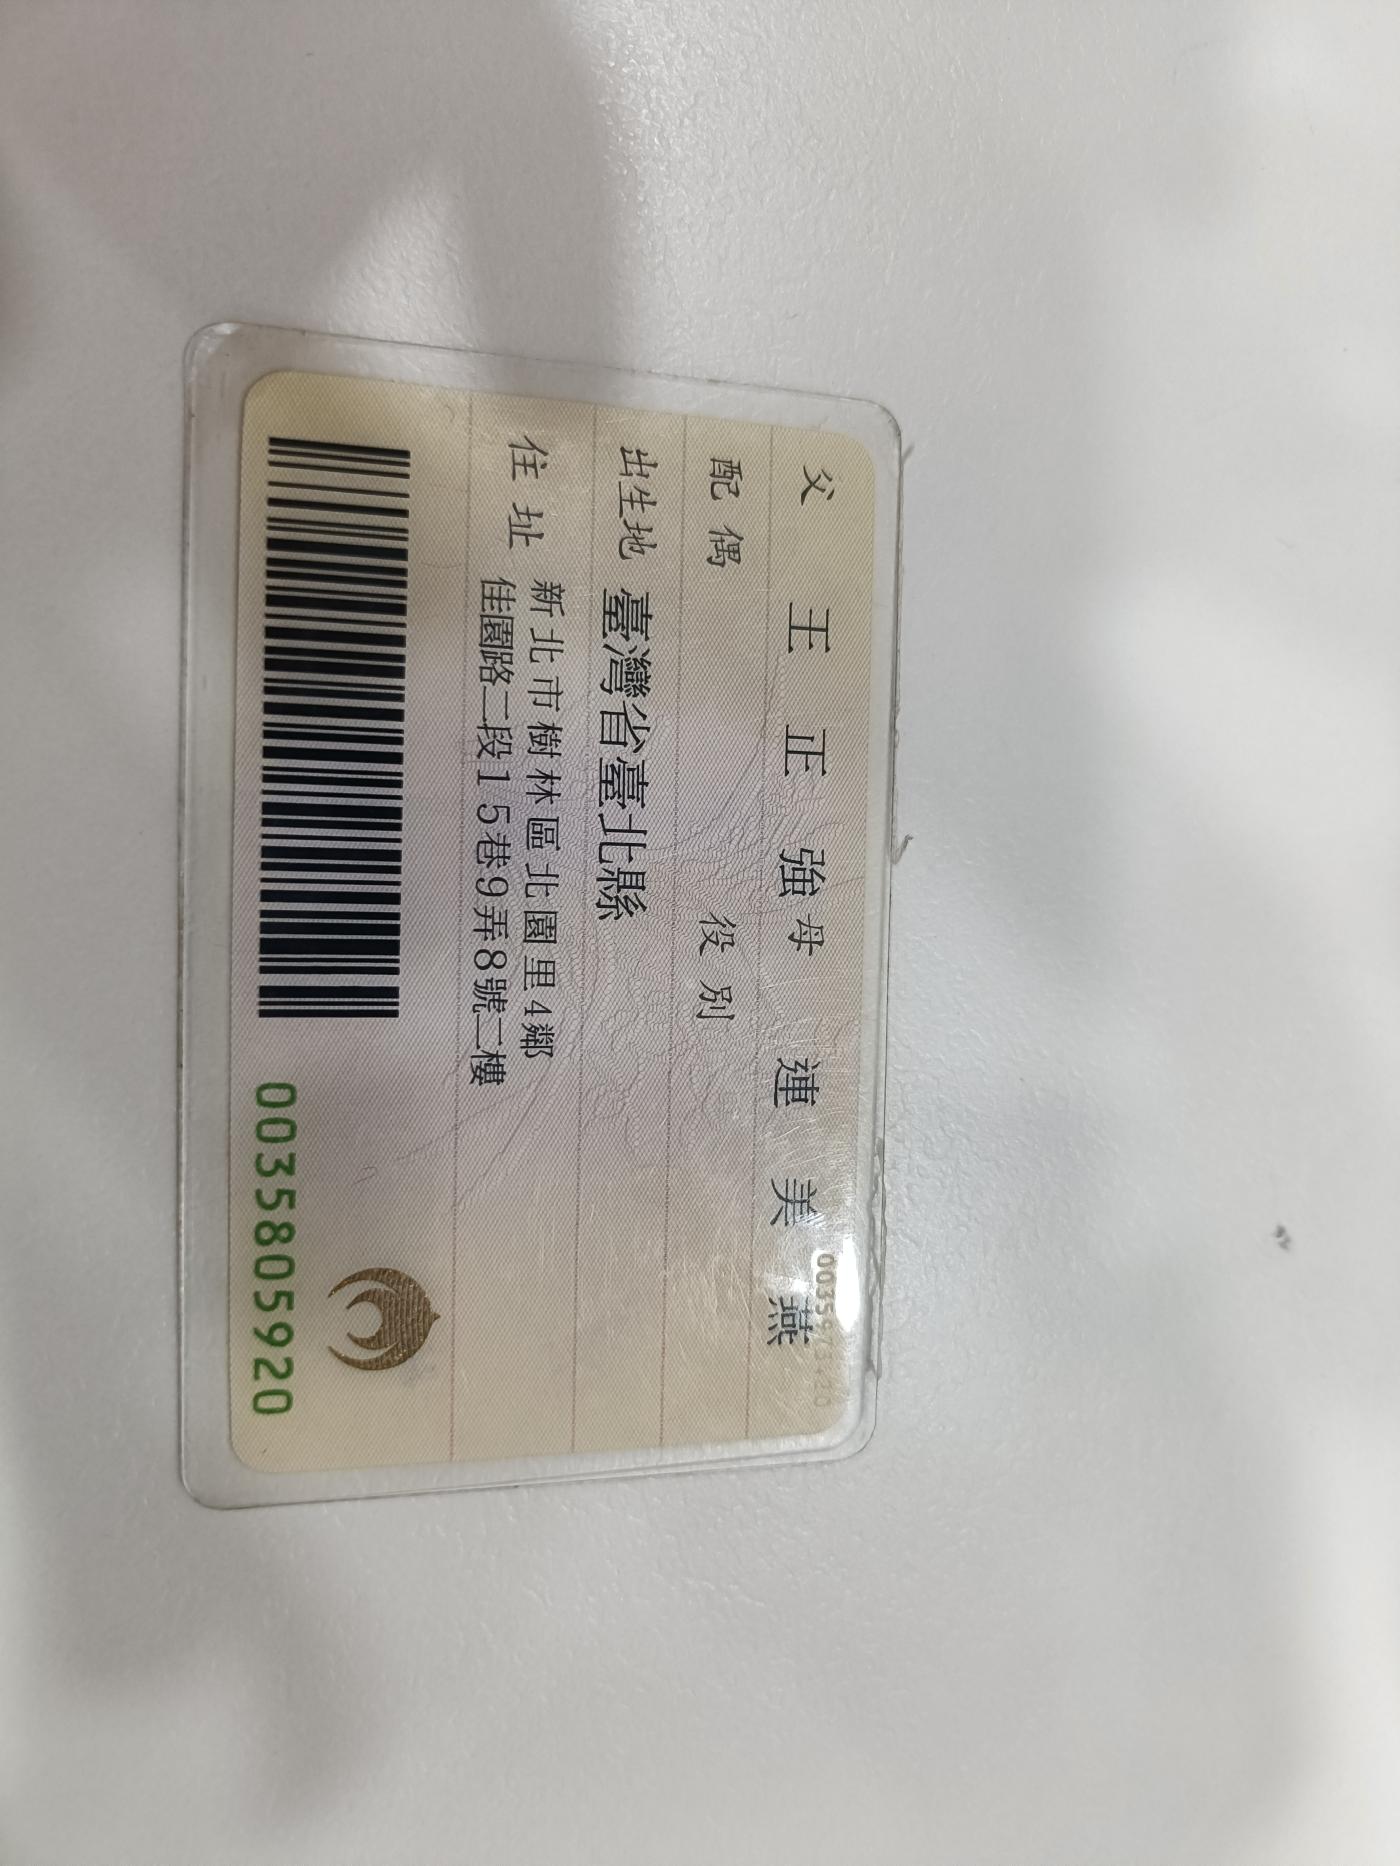 父 王正強 母 連美燕
配偶 役別
出生地 臺灣省臺北縣
住址 新北市樹林區北園里4鄰
佳園路二段15巷9弄8號二樓
0035805920